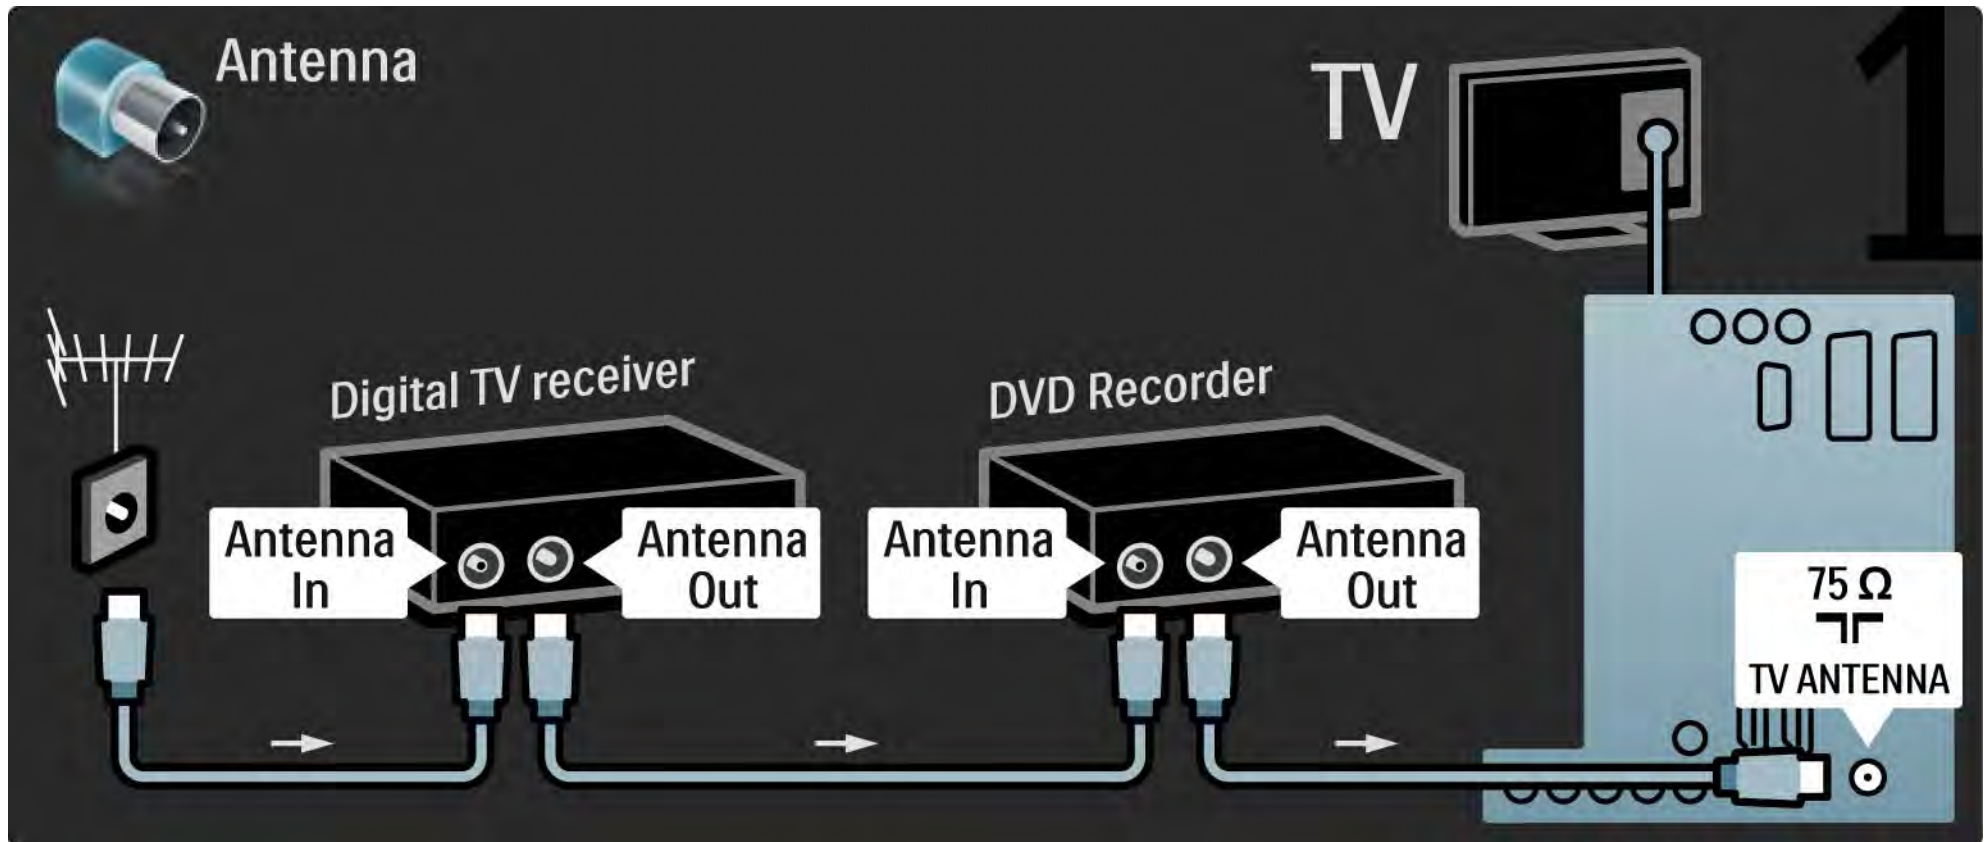 Antenna
TV
1
Digital TV receiver
DVD Recorder
Antenna
In
Antenna
Out
Antenna
In
Antenna
Out
75 Ω
TV ANTENNA